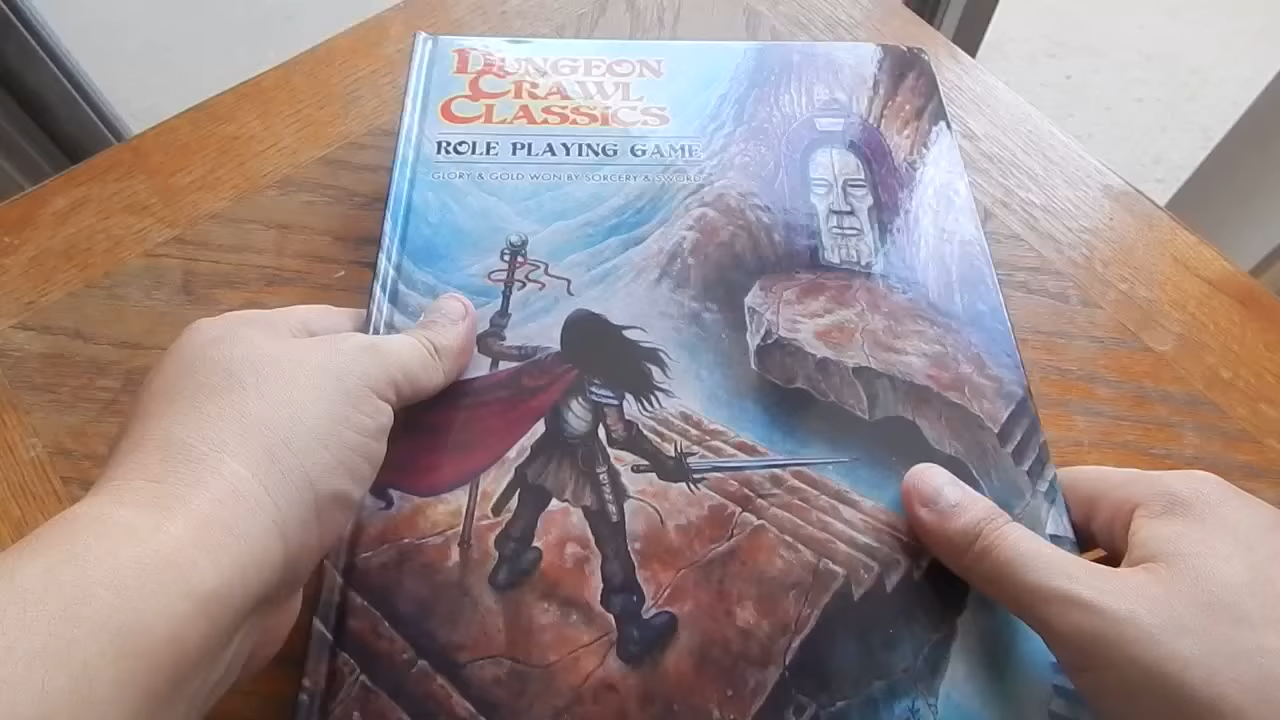 DUNGEON
CRAWL
CLASSICS
ROLE PLAYING GAME
GLORY & GOLD WON BY SORCERY & SWORD